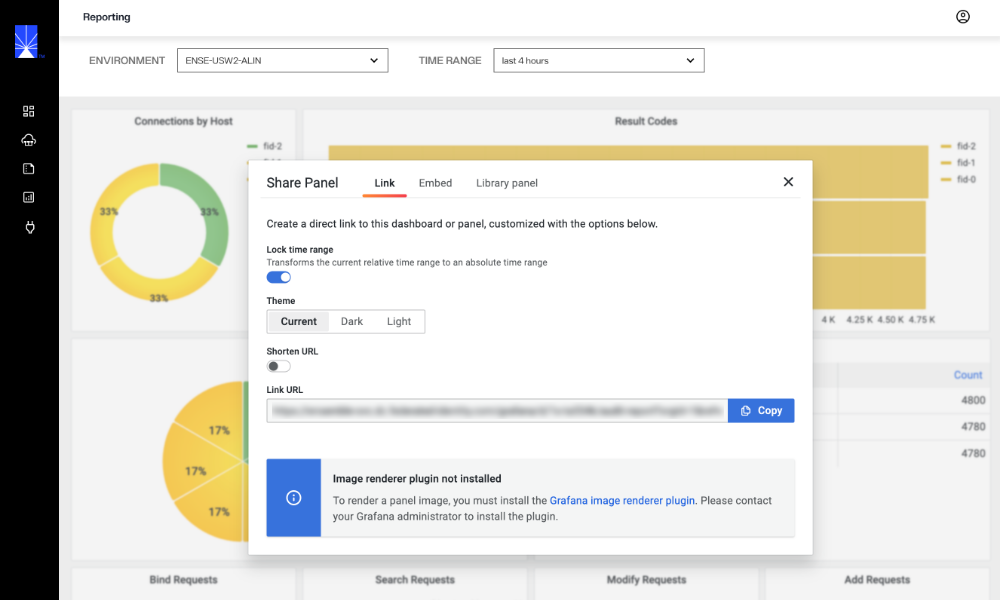 Reporting
ENVIRONMENT
ENSE-USW2-ALIN
TIME RANGE
last 4 hours
Connections by Host
fid-2
33%
33%
33%
Result Codes
fid-2
fid-1
fid-0
4 K 4.25 K 4.50 K 4.75 K
Share Panel
Link
Embed
Library panel
Create a direct link to this dashboard or panel, customized with the options below.
Lock time range
Transforms the current relative time range to an absolute time range
Theme
Current
Dark
Light
Shorten URL
Link URL
Copy
Image renderer plugin not installed
To render a panel image, you must install the Grafana image renderer plugin. Please contact
your Grafana administrator to install the plugin.
17%
17%
17%
Count
4800
4780
4780
Bind Requests
Search Requests
Modify Requests
Add Requests